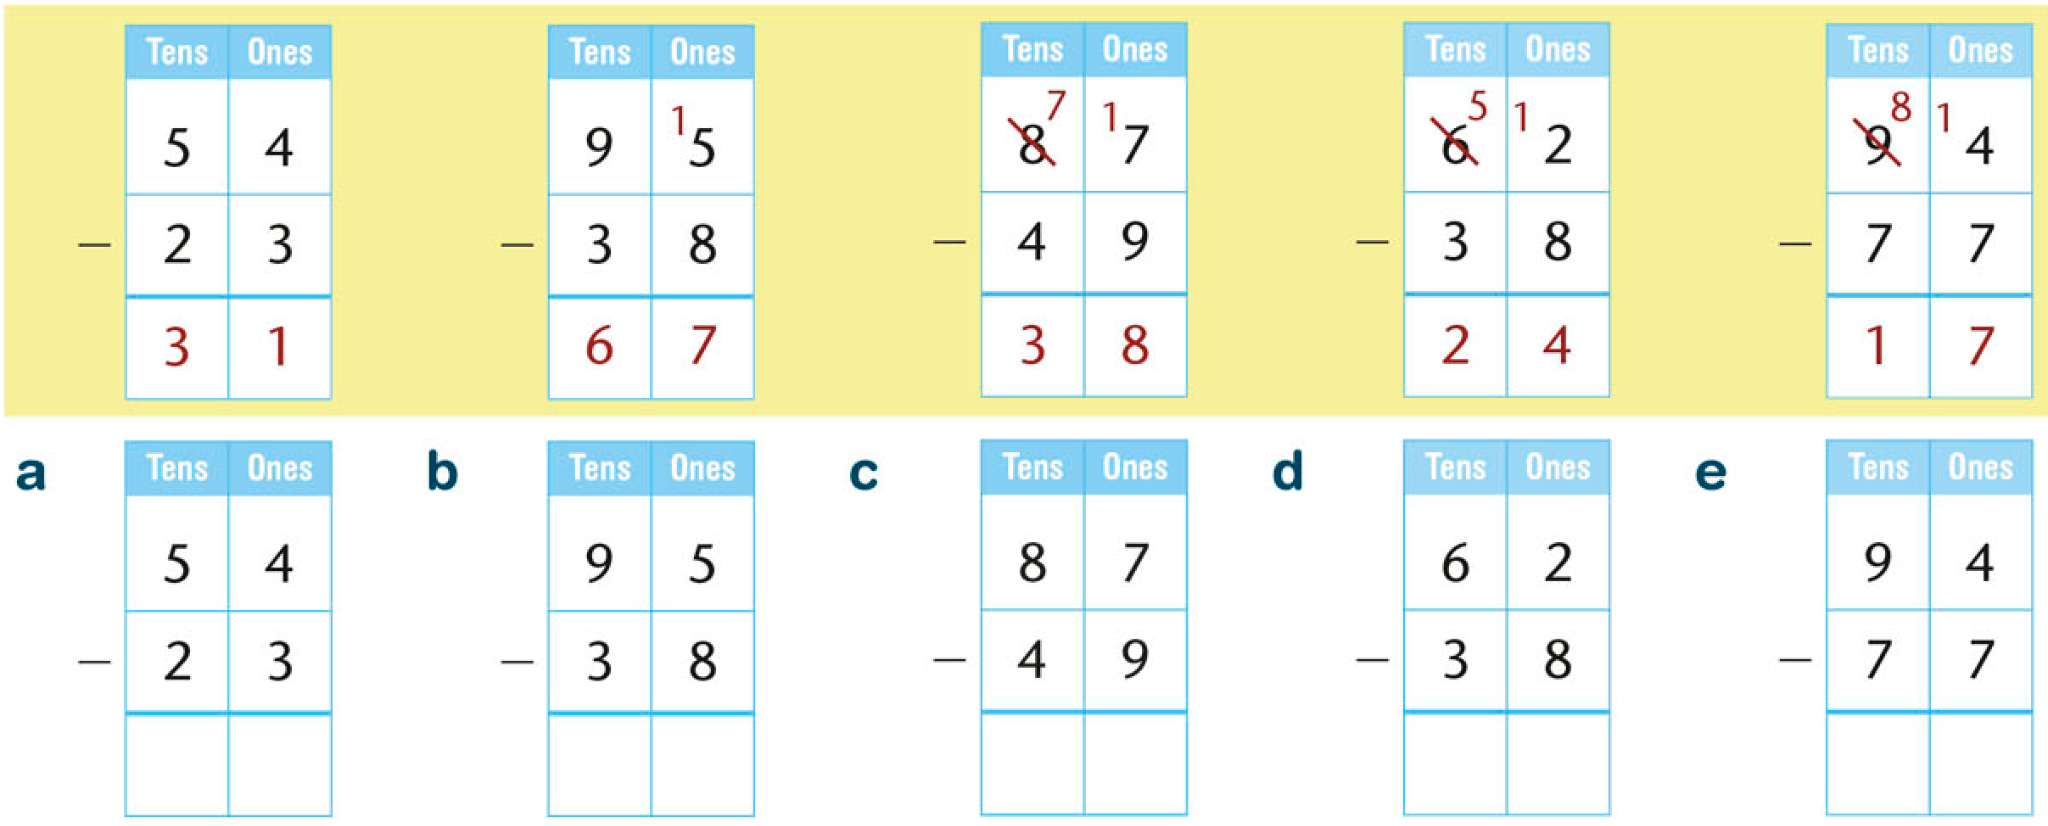 Tens Ones Tens Ones Tens Ones Tens Ones Tens Ones
7 1 5 1 8 1
5 4 9 1 5 8 7 6 2 9 4
– 2 3 – 3 8 – 4 9 – 3 8 – 7 7
3 1 6 7 3 8 2 4 1 7
a Tens Ones b Tens Ones c Tens Ones d Tens Ones e Tens Ones
5 4 9 5 8 7 6 2 9 4
– 2 3 – 3 8 – 4 9 – 3 8 – 7 7